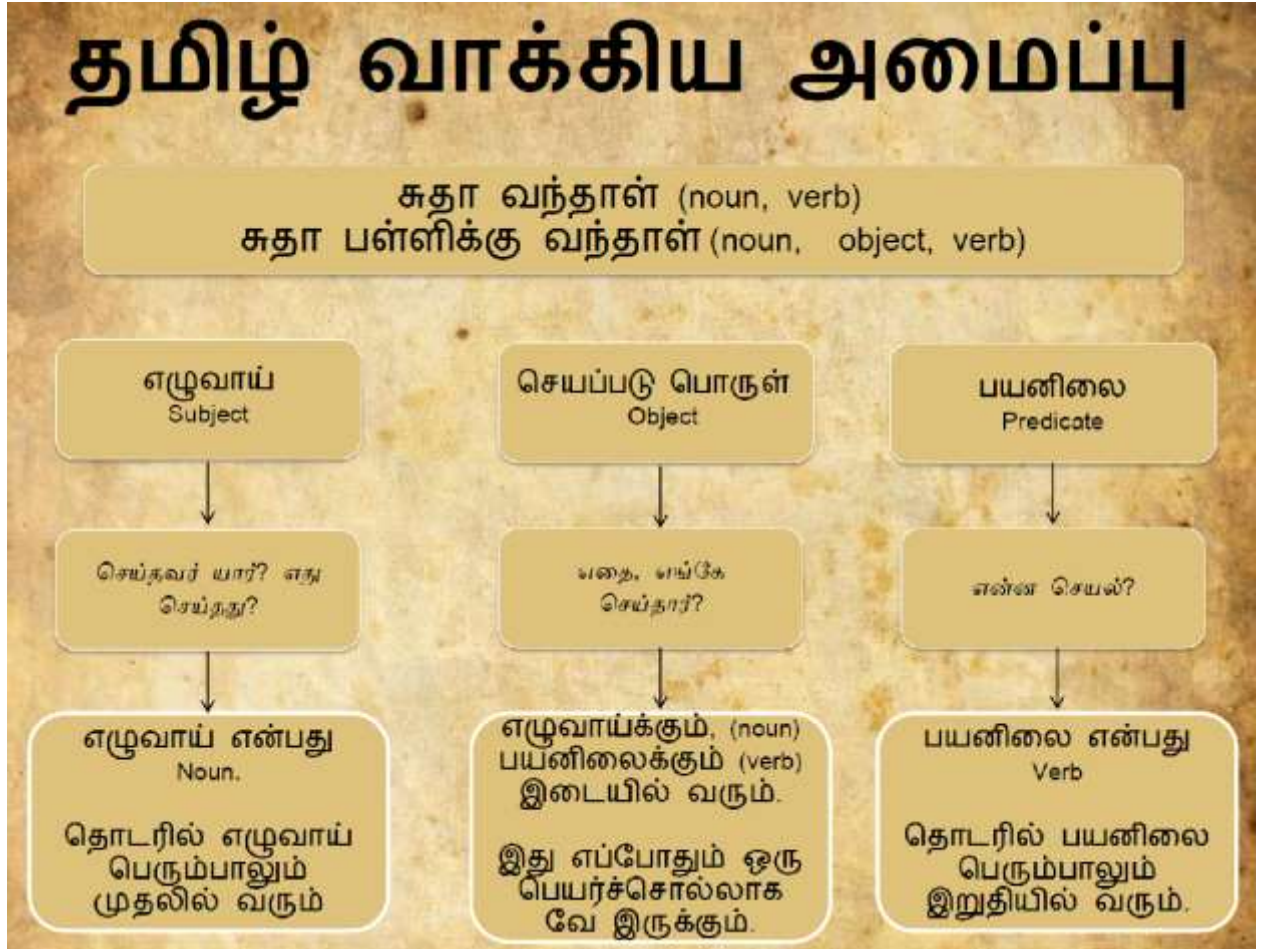 தமிழ் வாக்கிய அமைப்பு
சுதா வந்தாள் (noun, verb)
சுதா பள்ளிக்கு வந்தாள் (noun, object, verb)
எழுவாய்
Subject
செய்தவர் யார்? எது
செய்தது?
எழுவாய் என்பது
Noun.
தொடரில் எழுவாய்
பெரும்பாலும்
முதலில் வரும்
செயப்படு பொருள்
Object
எதை, எங்கே
செய்தார்?
எழுவாய்க்கும், (noun)
பயனிலைக்கும் (verb)
இடையில் வரும்.
இது எப்போதும் ஒரு
பெயர்ச்சொல்லாக
வே இருக்கும்.
பயனிலை
Predicate
என்ன செயல்?
பயனிலை என்பது
Verb
தொடரில் பயனிலை
பெரும்பாலும்
இறுதியில் வரும்.